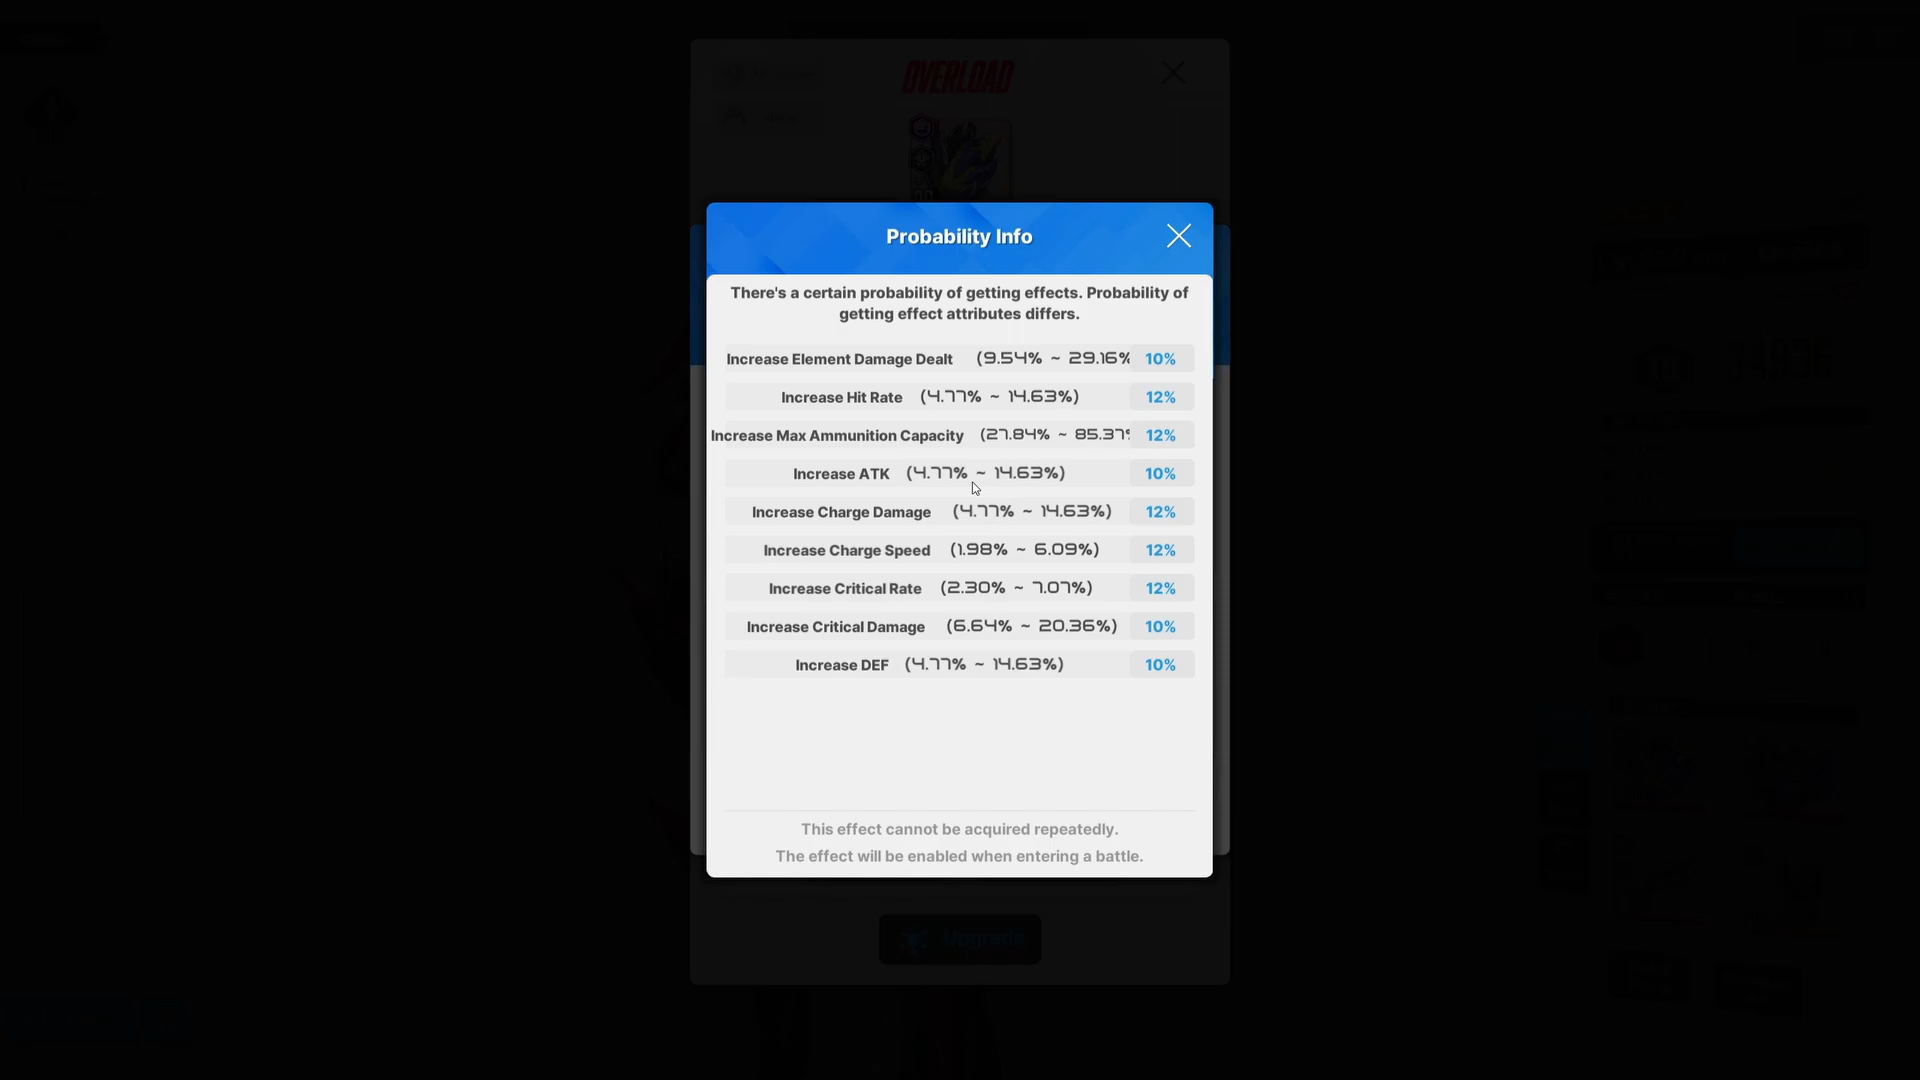 OVERLOAD
Probability Info
There's a certain probability of getting effects. Probability of
getting effect attributes differs.
Increase Element Damage Dealt (9.54% ~ 29.16% 10%
Increase Hit Rate (4.77% ~ 14.63%) 12%
Increase Max Ammunition Capacity (27.84% ~ 85.37% 12%
Increase ATK (4.77% ~ 14.63%) 10%
Increase Charge Damage (4.77% ~ 14.63%) 12%
Increase Charge Speed (1.98% ~ 6.09%) 12%
Increase Critical Rate (2.30% ~ 7.07%) 12%
Increase Critical Damage (6.64% ~ 20.36%) 10%
Increase DEF (4.77% ~ 14.63%) 10%
This effect cannot be acquired repeatedly.
The effect will be enabled when entering a battle.
Upgrade